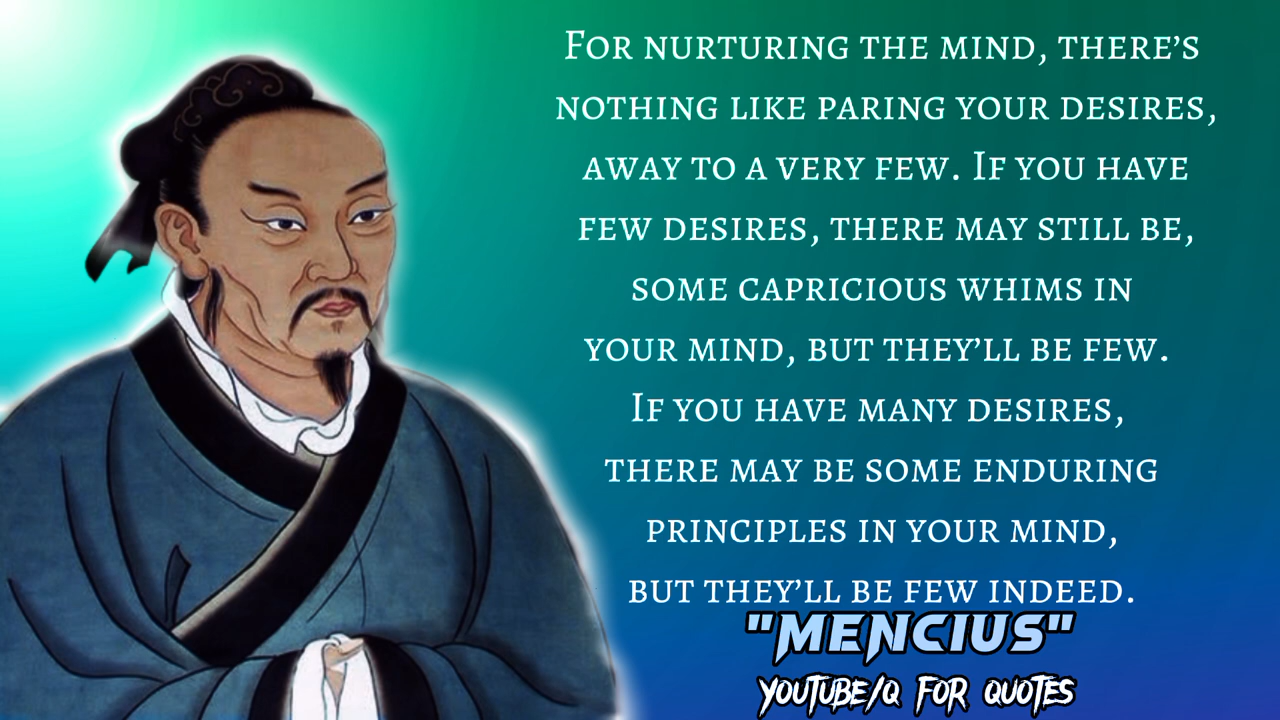 For nurturing the mind, there's
nothing like paring your desires,
away to a very few. If you have
few desires, there may still be,
some capricious whims in
your mind, but they'll be few.
If you have many desires,
there may be some enduring
principles in your mind,
but they'll be few indeed.
"MENCIUS"
YOUTUBE/Q FOR QUOTES